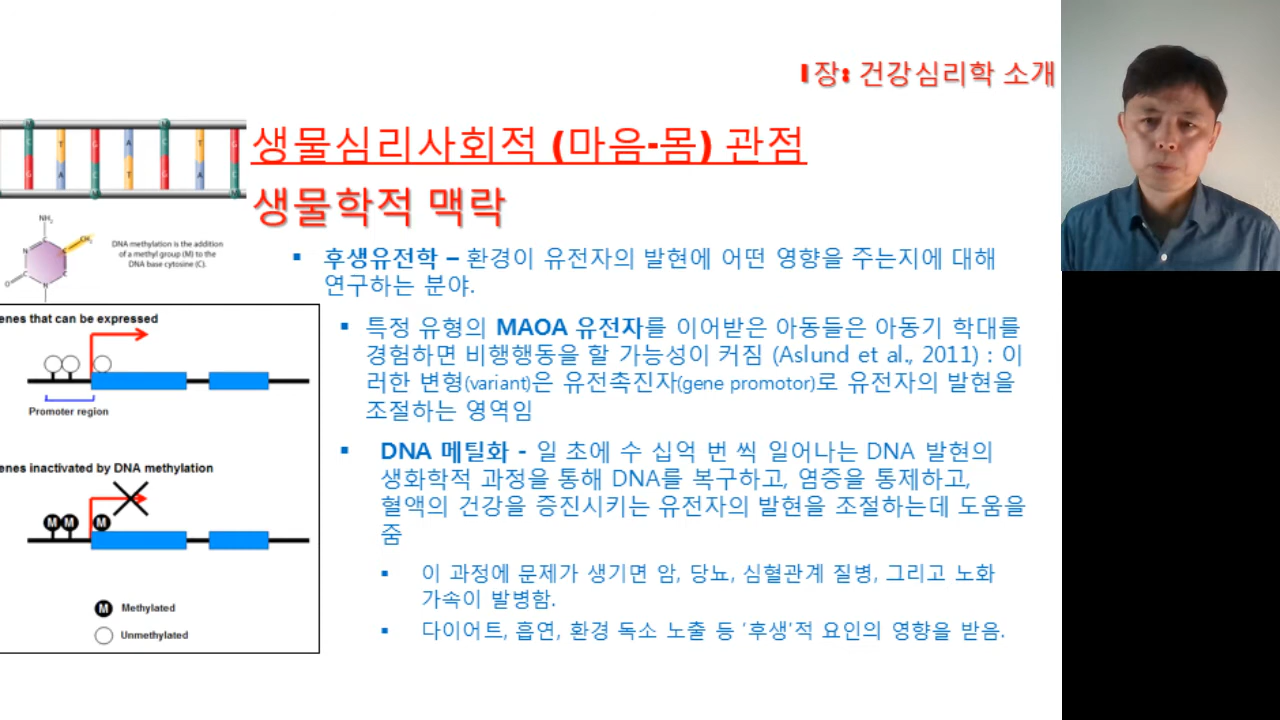 1장: 건강심리학 소개
생물심리사회적 (마음-몸) 관점
생물학적 맥락
C T G A C T G
G A C T G A C
NH₂
CH₃
N
C
C
O
N
DNA methylation is the addition
of a methyl group (M) to the
DNA base cytosine (C).
▪ 후생유전학 – 환경이 유전자의 발현에 어떤 영향을 주는지에 대해
연구하는 분야.
▪ 특정 유형의 MAOA 유전자를 이어받은 아동들은 아동기 학대를
경험하면 비행행동을 할 가능성이 커짐 (Aslund et al., 2011) : 이
러한 변형(variant)은 유전촉진자(gene promotor)로 유전자의 발현을
조절하는 영역임
▪ DNA 메틸화 - 일 초에 수 십억 번 씩 일어나는 DNA 발현의
생화학적 과정을 통해 DNA를 복구하고, 염증을 통제하고,
혈액의 건강을 증진시키는 유전자의 발현을 조절하는데 도움을
줌
▪ 이 과정에 문제가 생기면 암, 당뇨, 심혈관계 질병, 그리고 노화
가속이 발병함.
▪ 다이어트, 흡연, 환경 독소 노출 등 '후생'적 요인의 영향을 받음.
enes that can be expressed
Promoter region
enes inactivated by DNA methylation
M M M
M Methylated
Unmethylated